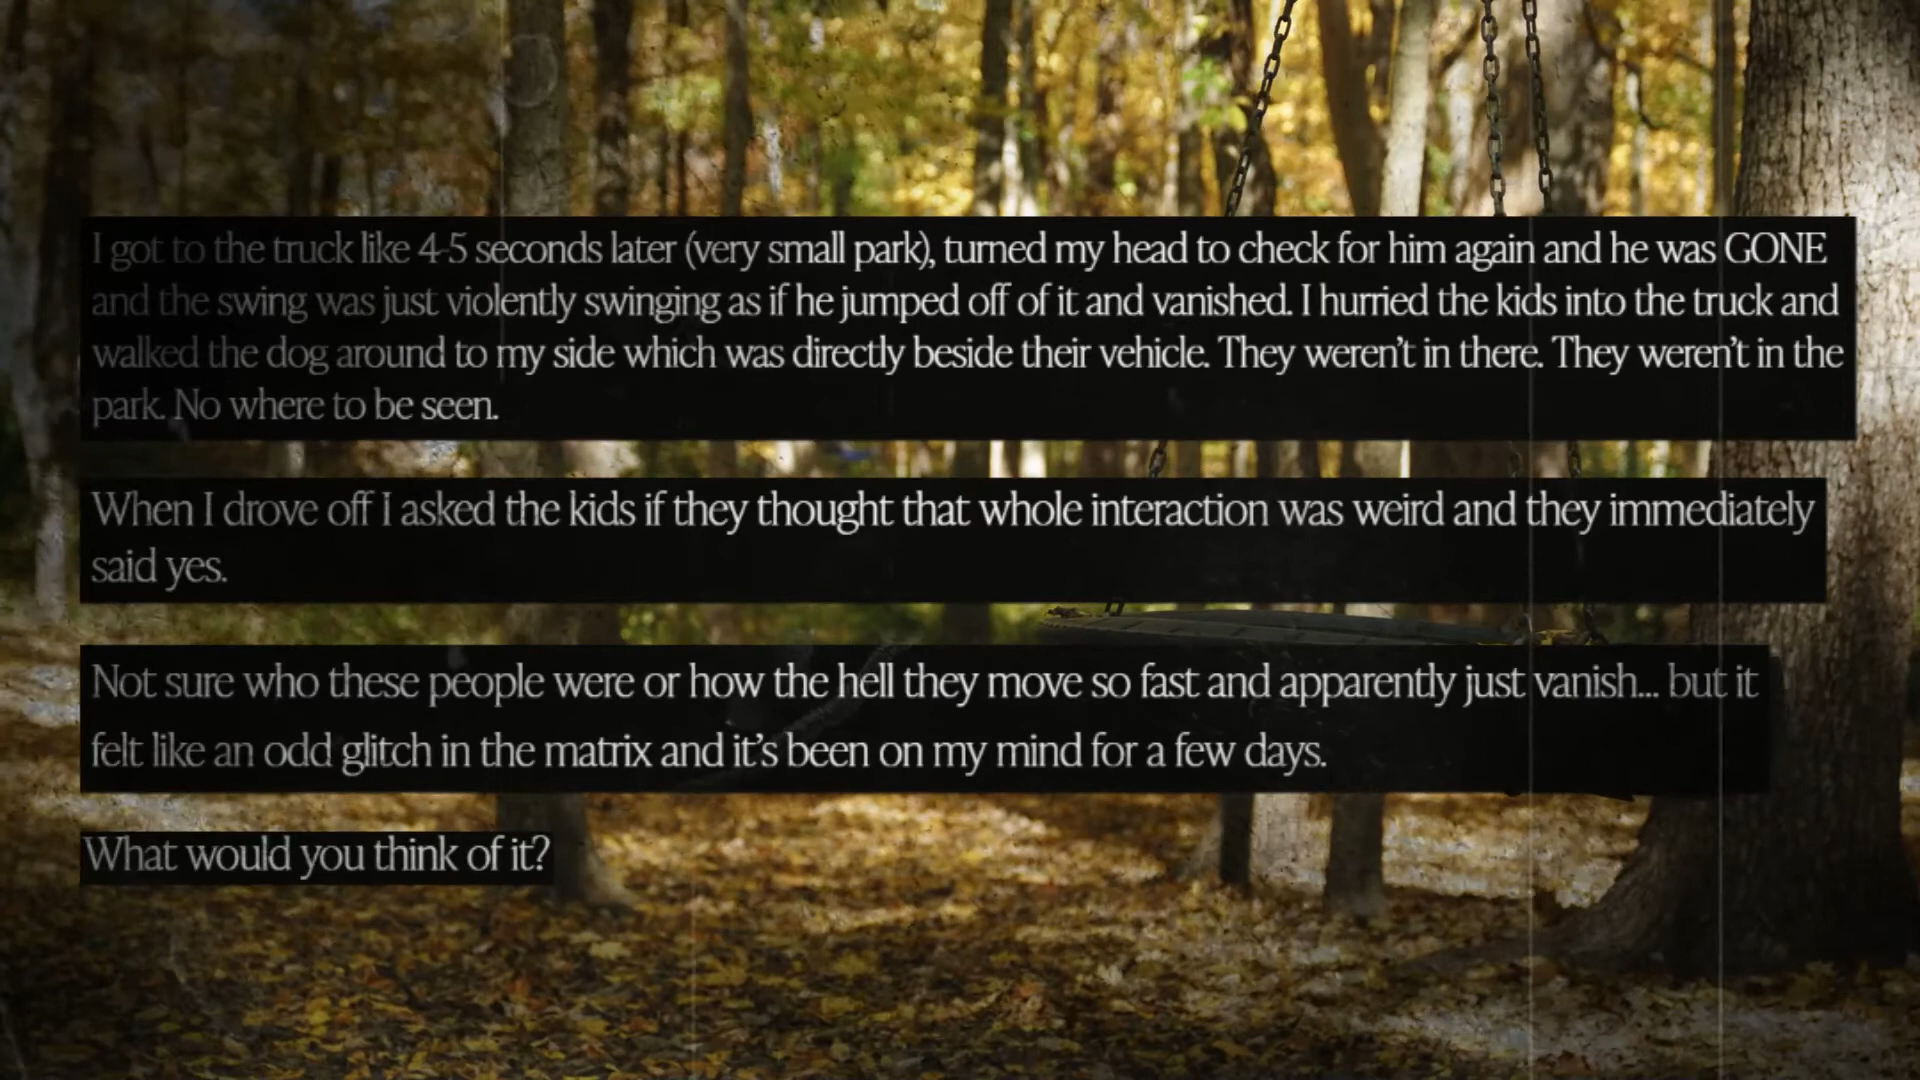 I got to the truck like 4-5 seconds later (very small park), turned my head to check for him again and he was GONE
and the swing was just violently swinging as if he jumped off of it and vanished. I hurried the kids into the truck and
walked the dog around to my side which was directly beside their vehicle. They weren't in there. They weren't in the
park. No where to be seen.
When I drove off I asked the kids if they thought that whole interaction was weird and they immediately
said yes.
Not sure who these people were or how the hell they move so fast and apparently just vanish... but it
felt like an odd glitch in the matrix and it's been on my mind for a few days.
What would you think of it?